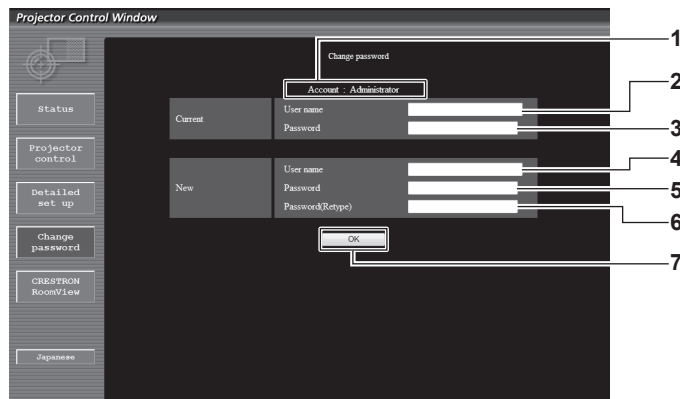 Projector Control Window
Change password
Account : Administrator
Current
User name
Password
New
User name
Password
Password(Retype)
OK
Status
Projector
control
Detailed
set up
Change
password
CRESTRON
RoomView
Japanese
1
2
3
4
5
6
7